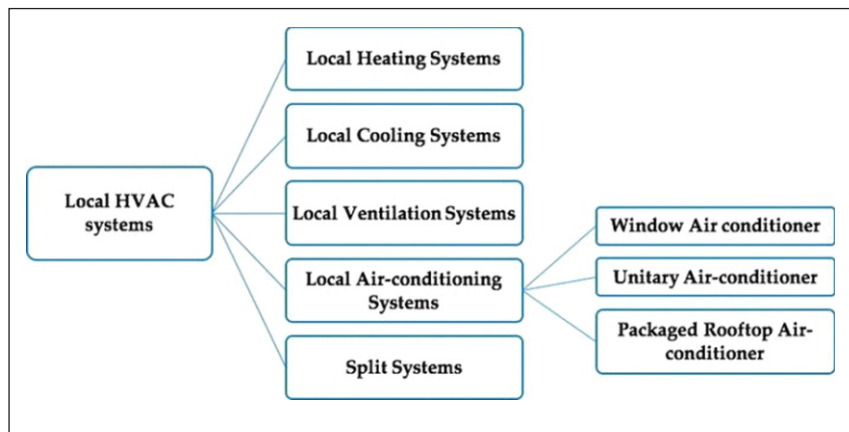 Local HVAC
systems
Local Heating Systems
Local Cooling Systems
Local Ventilation Systems
Local Air-conditioning
Systems
Split Systems
Window Air conditioner
Unitary Air-conditioner
Packaged Rooftop Air-
conditioner